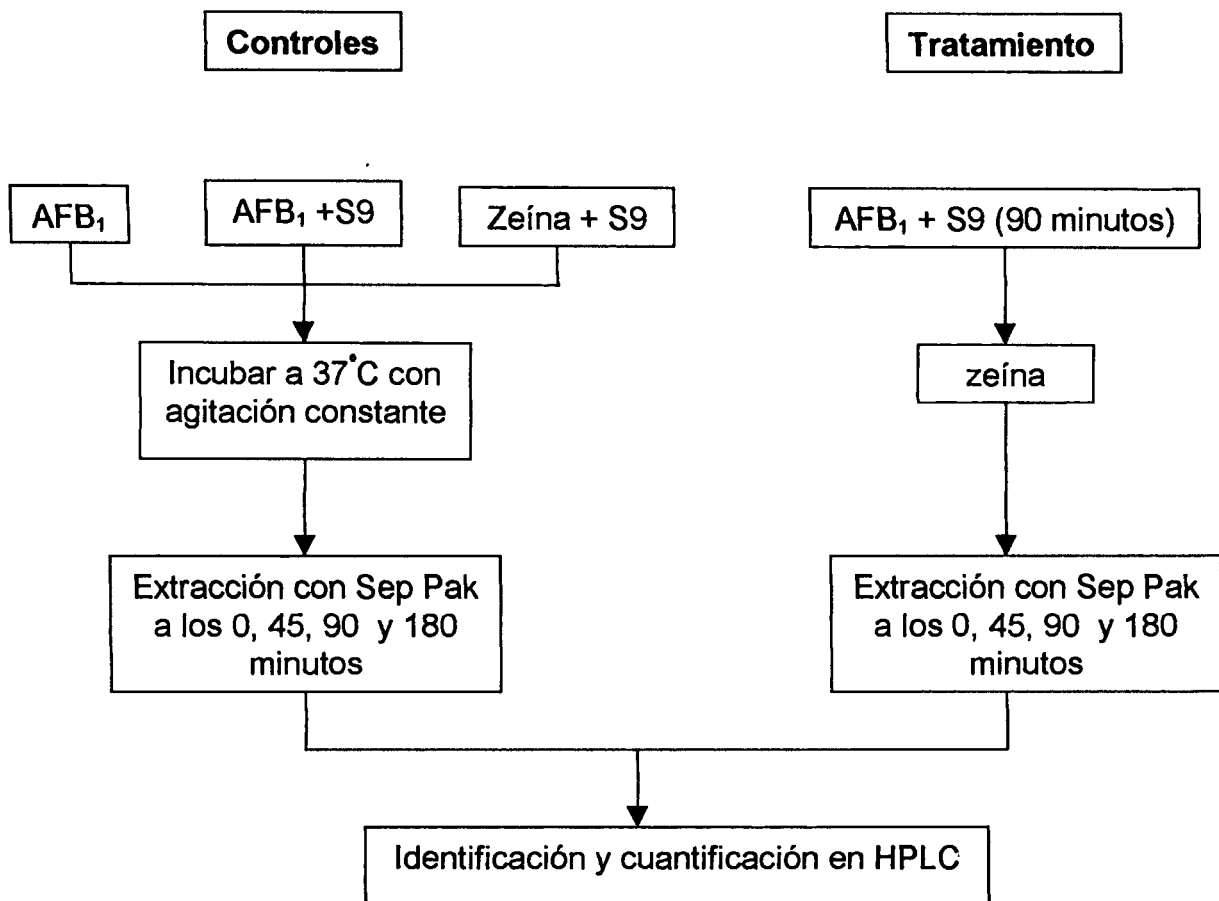 Controles
Tratamiento
AFB₁
AFB₁ +S9
Zeína + S9
AFB₁ + S9 (90 minutos)
Incubar a 37°C con
agitación constante
zeína
Extracción con Sep Pak
a los 0, 45, 90 y 180
minutos
Extracción con Sep Pak
a los 0, 45, 90 y 180
minutos
Identificación y cuantificación en HPLC